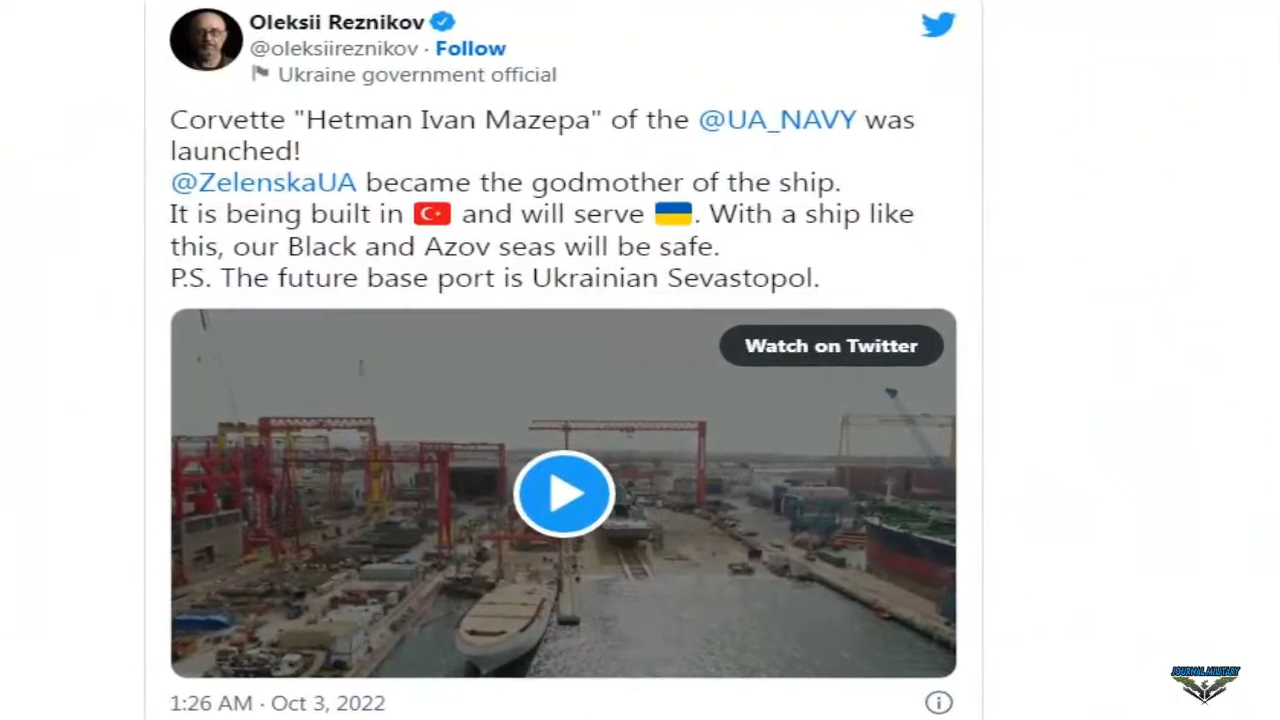 Oleksii Reznikov
@oleksiireznikov · Follow
Ukraine government official
Corvette "Hetman Ivan Mazepa" of the @UA_NAVY was
launched!
@ZelenskaUA became the godmother of the ship.
It is being built in 🇹🇷 and will serve 🇺🇦. With a ship like
this, our Black and Azov seas will be safe.
P.S. The future base port is Ukrainian Sevastopol.
Watch on Twitter
1:26 AM · Oct 3, 2022
JOURNAL MILITARY